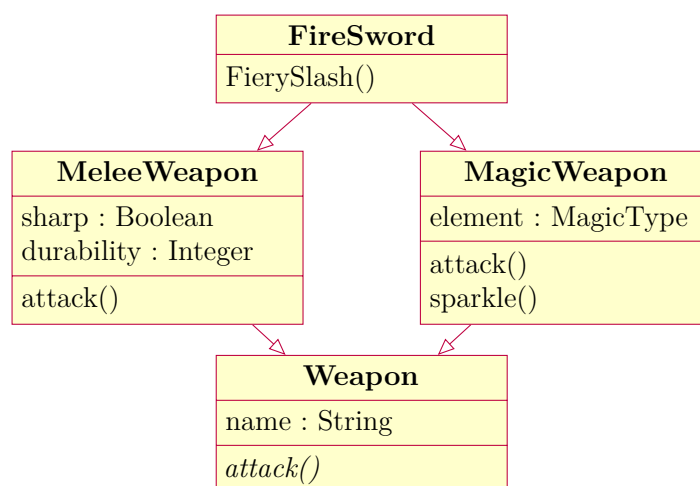 FireSword
FierySlash()
MeleeWeapon
sharp : Boolean
durability : Integer
attack()
MagicWeapon
element : MagicType
attack()
sparkle()
Weapon
name : String
attack()